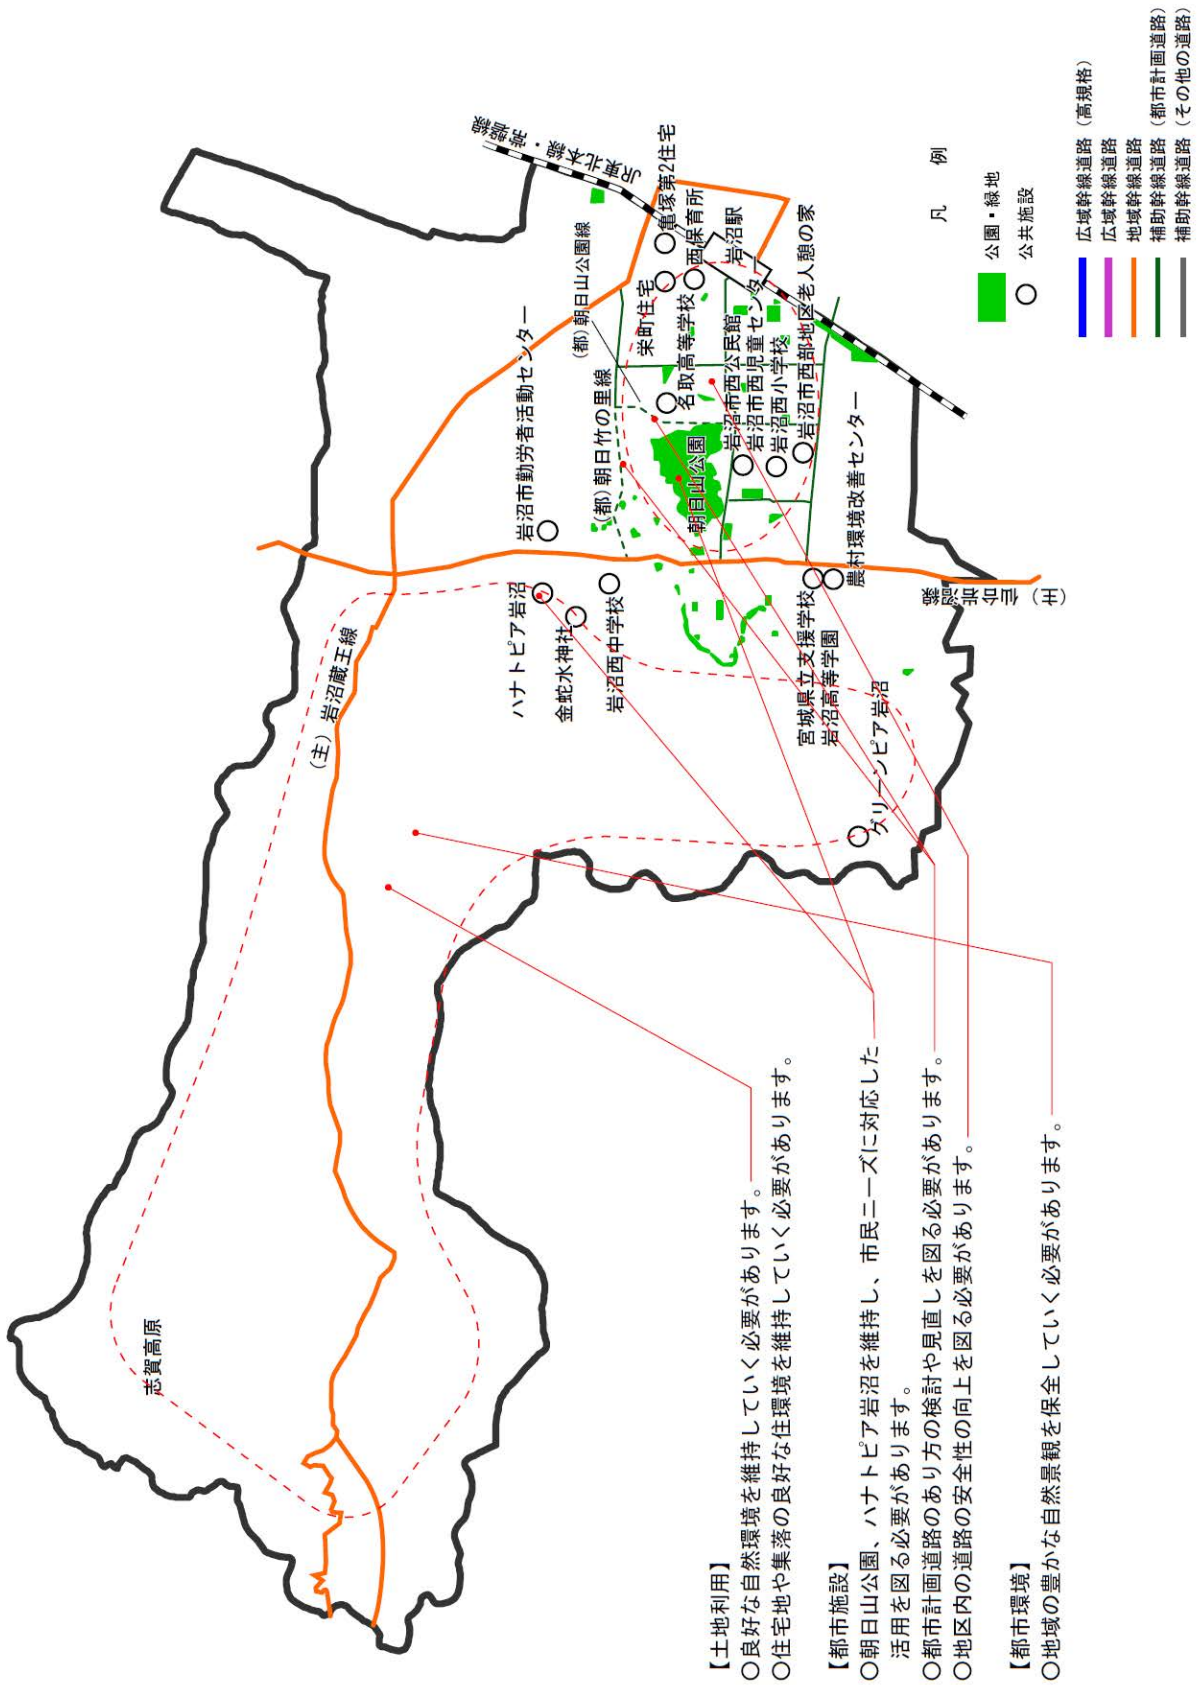 志賀高原
(主)岩沼蔵王線
岩沼市勤労者活動センター
ハナトピア岩沼
金蛇水神社
岩沼西中学校
(都)朝日竹の里線
(都)朝日山公園線
JR東北本線・常磐線
亀塚第2住宅
西保育所
岩沼駅
栄町住宅
名取高等学校
朝日山公園
岩沼市西公民館
岩沼市西児童センター
岩沼西小学校
岩沼市西部地区老人憩の家
農村環境改善センター
宮城県立支援学校
岩沼高等学園
グリーンピア岩沼
(主)仙台岩沼線
【土地利用】
○良好な自然環境を維持していく必要があります。
○住宅地や集落の良好な住環境を維持していく必要があります。
【都市施設】
○朝日山公園、ハナトピア岩沼を維持し、市民ニーズに対応した
活用を図る必要があります。
○都市計画道路のあり方の検討や見直しを図る必要があります。
○地区内の道路の安全性の向上を図る必要があります。
【都市環境】
○地域の豊かな自然景観を保全していく必要があります。
凡 例
公園・緑地
公共施設
広域幹線道路(高規格)
広域幹線道路
地域幹線道路
補助幹線道路(都市計画道路)
補助幹線道路(その他の道路)